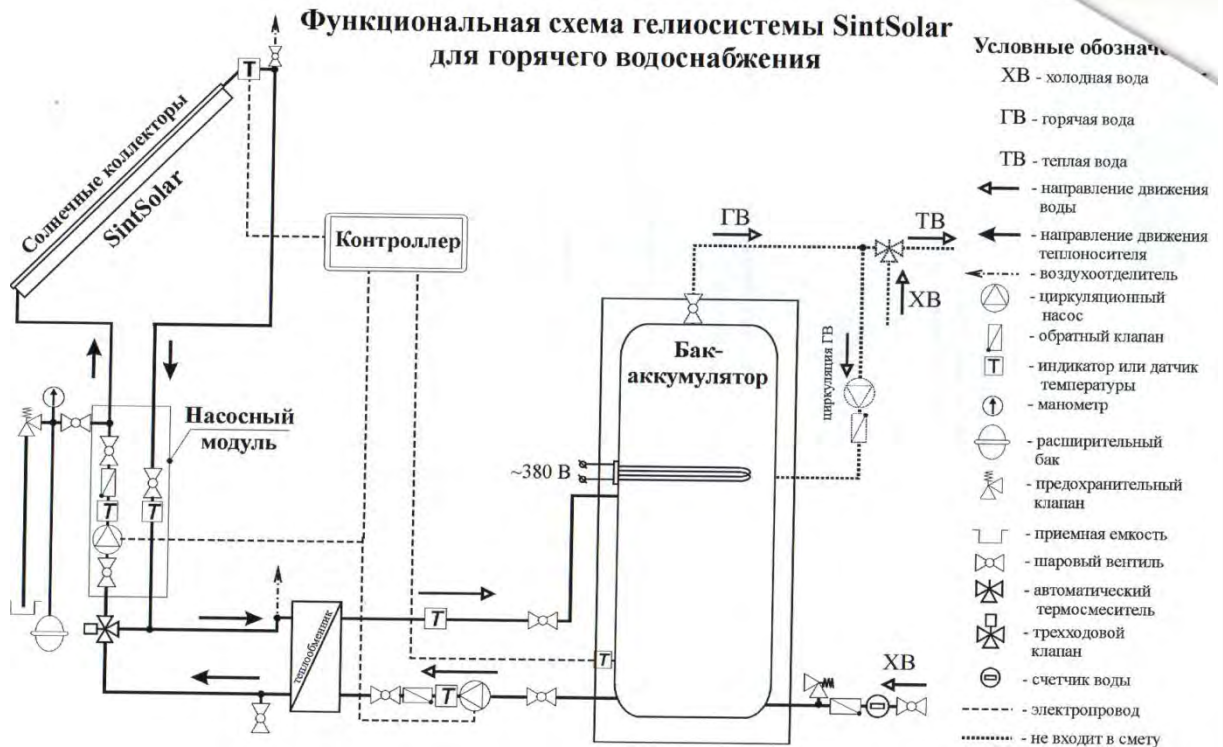 Функциональная схема гелиосистемы SintSolar
для горячего водоснабжения
Условные
ХВ - холодная вода
ГВ - горячая вода
ТВ - теплая вода
- направление движения
воды
- направление движения
теплоносителя
- воздухоотделитель
- циркуляционный
насос
- обратный клапан
Т - индикатор или датчик
температуры
- манометр
- расширительный
бак
- предохранительный
клапан
- приемная емкость
- шаровый вентиль
- автоматический
термосмеситель
- трехходовой
клапан
- счетчик воды
- электропровод
- не входит в смету
Т
Солнечные коллекторы
SintSolar
Контроллер
ГВ
ТВ
ХВ
Бак-
аккумулятор
циркуляция ГВ
Насосный
модуль
~380 В
Т
Т
теплообменник
Т
Т
Т
ХВ